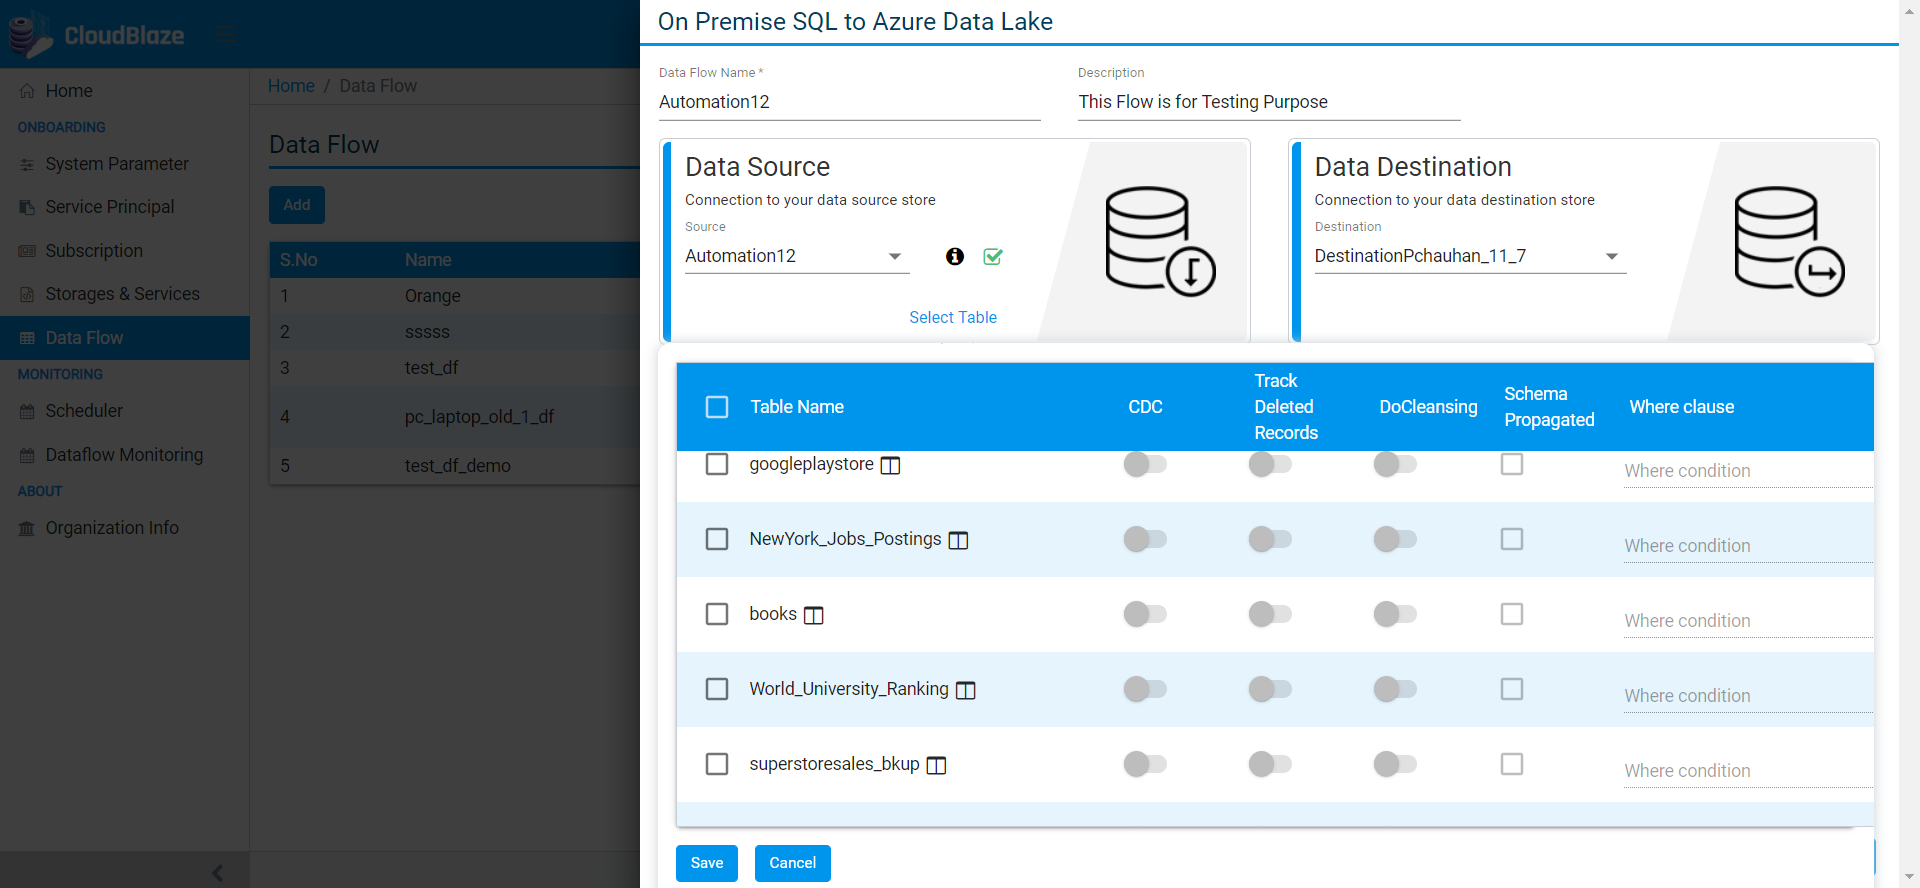 CloudBlaze
Home
ONBOARDING
System Parameter
Service Principal
Subscription
Storages & Services
Data Flow
MONITORING
Scheduler
Dataflow Monitoring
ABOUT
Organization Info
Home / Data Flow
Data Flow
Add
S.No Name
1 Orange
2 sssss
3 test_df
4 pc_laptop_old_1_df
5 test_df_demo
On Premise SQL to Azure Data Lake
Data Flow Name * Description
Automation12 This Flow is for Testing Purpose
Data Source
Connection to your data source store
Source
Automation12
Select Table
Data Destination
Connection to your data destination store
Destination
DestinationPchauhan_11_7
Table Name CDC Track Deleted Records DoCleansing Schema Propagated Where clause
googleplaystore Where condition
NewYork_Jobs_Postings Where condition
books Where condition
World_University_Ranking Where condition
superstoresales_bkup Where condition
Save Cancel